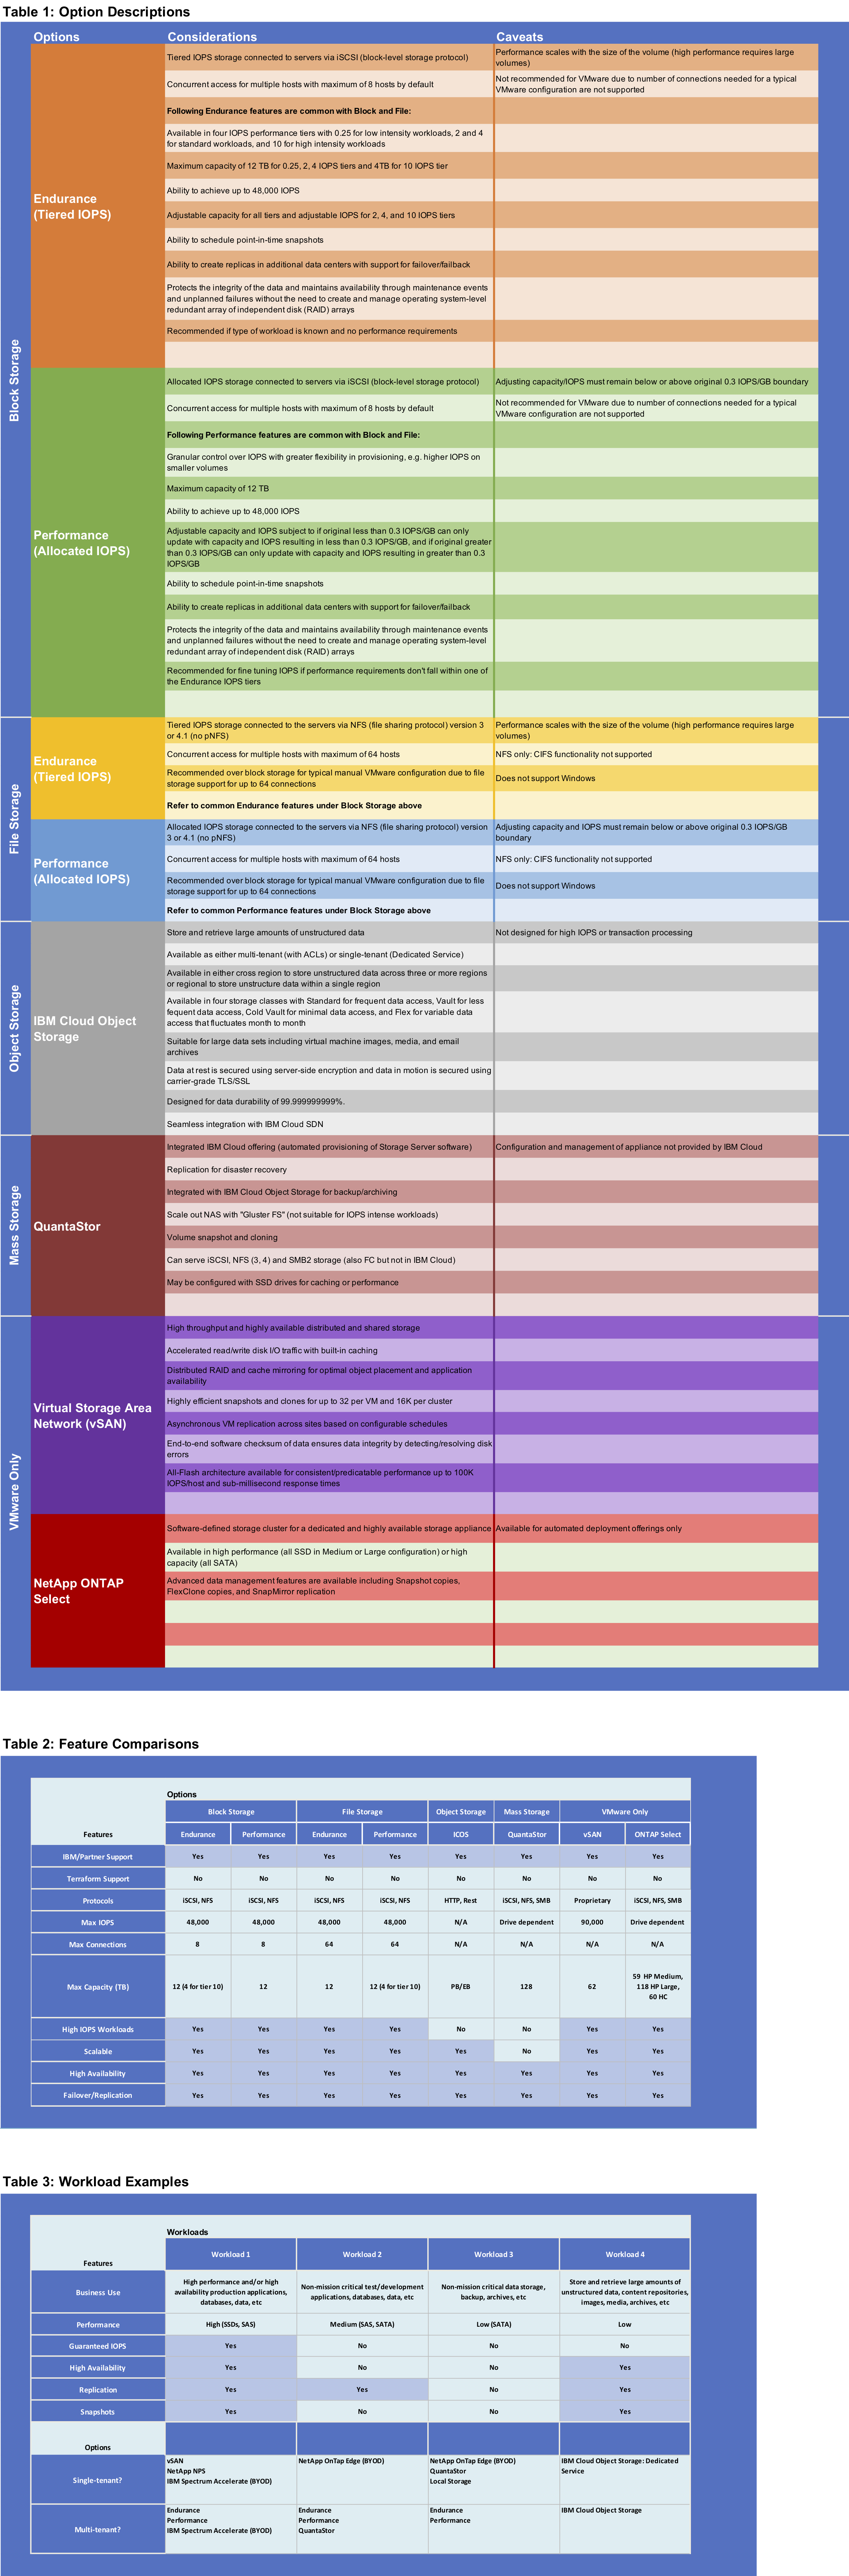 Table 1: Option Descriptions
Options Considerations Caveats
Block Storage
Endurance
(Tiered IOPS)
Tiered IOPS storage connected to servers via iSCSI (block-level storage protocol)
Performance scales with the size of the volume (high performance requires large
volumes)
Concurrent access for multiple hosts with maximum of 8 hosts by default
Not recommended for VMware due to number of connections needed for a typical
VMware configuration are not supported
Following Endurance features are common with Block and File:
Available in four IOPS performance tiers with 0.25 for low intensity workloads, 2 and 4
for standard workloads, and 10 for high intensity workloads
Maximum capacity of 12 TB for 0.25, 2, 4 IOPS tiers and 4TB for 10 IOPS tier
Ability to achieve up to 48,000 IOPS
Adjustable capacity for all tiers and adjustable IOPS for 2, 4, and 10 IOPS tiers
Ability to schedule point-in-time snapshots
Ability to create replicas in additional data centers with support for failover/failback
Protects the integrity of the data and maintains availability through maintenance events
and unplanned failures without the need to create and manage operating system-level
redundant array of independent disk (RAID) arrays
Recommended if type of workload is known and no performance requirements
Performance
(Allocated IOPS)
Allocated IOPS storage connected to servers via iSCSI (block-level storage protocol)
Adjusting capacity/IOPS must remain below or above original 0.3 IOPS/GB boundary
Concurrent access for multiple hosts with maximum of 8 hosts by default
Not recommended for VMware due to number of connections needed for a typical
VMware configuration are not supported
Following Performance features are common with Block and File:
Granular control over IOPS with greater flexibility in provisioning, e.g. higher IOPS on
smaller volumes
Maximum capacity of 12 TB
Ability to achieve up to 48,000 IOPS
Adjustable capacity and IOPS subject to if original less than 0.3 IOPS/GB can only
update with capacity and IOPS resulting in less than 0.3 IOPS/GB, and if original greater
than 0.3 IOPS/GB can only update with capacity and IOPS resulting in greater than 0.3
IOPS/GB
Ability to schedule point-in-time snapshots
Ability to create replicas in additional data centers with support for failover/failback
Protects the integrity of the data and maintains availability through maintenance events
and unplanned failures without the need to create and manage operating system-level
redundant array of independent disk (RAID) arrays
Recommended for fine tuning IOPS if performance requirements don't fall within one of
the Endurance IOPS tiers
File Storage
Endurance
(Tiered IOPS)
Tiered IOPS storage connected to the servers via NFS (file sharing protocol) version 3
or 4.1 (no pNFS)
Performance scales with the size of the volume (high performance requires large
volumes)
Concurrent access for multiple hosts with maximum of 64 hosts
NFS only: CIFS functionality not supported
Recommended over block storage for typical manual VMware configuration due to file
storage support for up to 64 connections
Does not support Windows
Refer to common Endurance features under Block Storage above
Performance
(Allocated IOPS)
Allocated IOPS storage connected to the servers via NFS (file sharing protocol) version
3 or 4.1 (no pNFS)
Adjusting capacity and IOPS must remain below or above original 0.3 IOPS/GB
boundary
Concurrent access for multiple hosts with maximum of 64 hosts
NFS only: CIFS functionality not supported
Recommended over block storage for typical manual VMware configuration due to file
storage support for up to 64 connections
Does not support Windows
Refer to common Performance features under Block Storage above
Object Storage
IBM Cloud Object
Storage
Store and retrieve large amounts of unstructured data
Not designed for high IOPS or transaction processing
Available as either multi-tenant (with ACLs) or single-tenant (Dedicated Service)
Available in either cross region to store unstructured data across three or more regions
or regional to store unstructure data within a single region
Available in four storage classes with Standard for frequent data access, Vault for less
fequent data access, Cold Vault for minimal data access, and Flex for variable data
access that fluctuates month to month
Suitable for large data sets including virtual machine images, media, and email
archives
Data at rest is secured using server-side encryption and data in motion is secured using
carrier-grade TLS/SSL
Designed for data durability of 99.999999999%.
Seamless integration with IBM Cloud SDN
Mass Storage
QuantaStor
Integrated IBM Cloud offering (automated provisioning of Storage Server software)
Configuration and management of appliance not provided by IBM Cloud
Replication for disaster recovery
Integrated with IBM Cloud Object Storage for backup/archiving
Scale out NAS with "Gluster FS" (not suitable for IOPS intense workloads)
Volume snapshot and cloning
Can serve iSCSI, NFS (3, 4) and SMB2 storage (also FC but not in IBM Cloud)
May be configured with SSD drives for caching or performance
VMware Only
Virtual Storage Area
Network (vSAN)
High throughput and highly available distributed and shared storage
Accelerated read/write disk I/O traffic with built-in caching
Distributed RAID and cache mirroring for optimal object placement and application
availability
Highly efficient snapshots and clones for up to 32 per VM and 16K per cluster
Asynchronous VM replication across sites based on configurable schedules
End-to-end software checksum of data ensures data integrity by detecting/resolving disk
errors
All-Flash architecture available for consistent/predicatable performance up to 100K
IOPS/host and sub-millisecond response times
NetApp ONTAP
Select
Software-defined storage cluster for a dedicated and highly available storage appliance
Available for automated deployment offerings only
Available in high performance (all SSD in Medium or Large configuration) or high
capacity (all SATA)
Advanced data management features are available including Snapshot copies,
FlexClone copies, and SnapMirror replication
Table 2: Feature Comparisons
Options
Block Storage File Storage Object Storage Mass Storage VMware Only
Features Endurance Performance Endurance Performance ICOS QuantaStor vSAN ONTAP Select
IBM/Partner Support Yes Yes Yes Yes Yes Yes Yes Yes
Terraform Support No No No No No No No No
Protocols iSCSI, NFS iSCSI, NFS iSCSI, NFS iSCSI, NFS HTTP, Rest iSCSI, NFS, SMB Proprietary iSCSI, NFS, SMB
Max IOPS 48,000 48,000 48,000 48,000 N/A Drive dependent 90,000 Drive dependent
Max Connections 8 8 64 64 N/A N/A N/A N/A
Max Capacity (TB) 12 (4 for tier 10) 12 12 12 (4 for tier 10) PB/EB 128 62
59 HP Medium,
118 HP Large,
60 HC
High IOPS Workloads Yes Yes Yes Yes No No Yes Yes
Scalable Yes Yes Yes Yes Yes No Yes Yes
High Availability Yes Yes Yes Yes Yes Yes Yes Yes
Failover/Replication Yes Yes Yes Yes Yes Yes Yes Yes
Table 3: Workload Examples
Workloads
Features Workload 1 Workload 2 Workload 3 Workload 4
Business Use
High performance and/or high
availability production applications,
databases, data, etc
Non-mission critical test/development
applications, databases, data, etc
Non-mission critical data storage,
backup, archives, etc
Store and retrieve large amounts of
unstructured data, content repositories,
images, media, archives, etc
Performance High (SSDs, SAS) Medium (SAS, SATA) Low (SATA) Low
Guaranteed IOPS Yes No No No
High Availability Yes No No Yes
Replication Yes Yes No Yes
Snapshots Yes No No Yes
Options
Single-tenant?
vSAN
NetApp NPS
IBM Spectrum Accelerate (BYOD)
NetApp OnTap Edge (BYOD)
NetApp OnTap Edge (BYOD)
QuantaStor
Local Storage
IBM Cloud Object Storage: Dedicated
Service
Multi-tenant?
Endurance
Performance
IBM Spectrum Accelerate (BYOD)
Endurance
Performance
QuantaStor
Endurance
Performance
IBM Cloud Object Storage